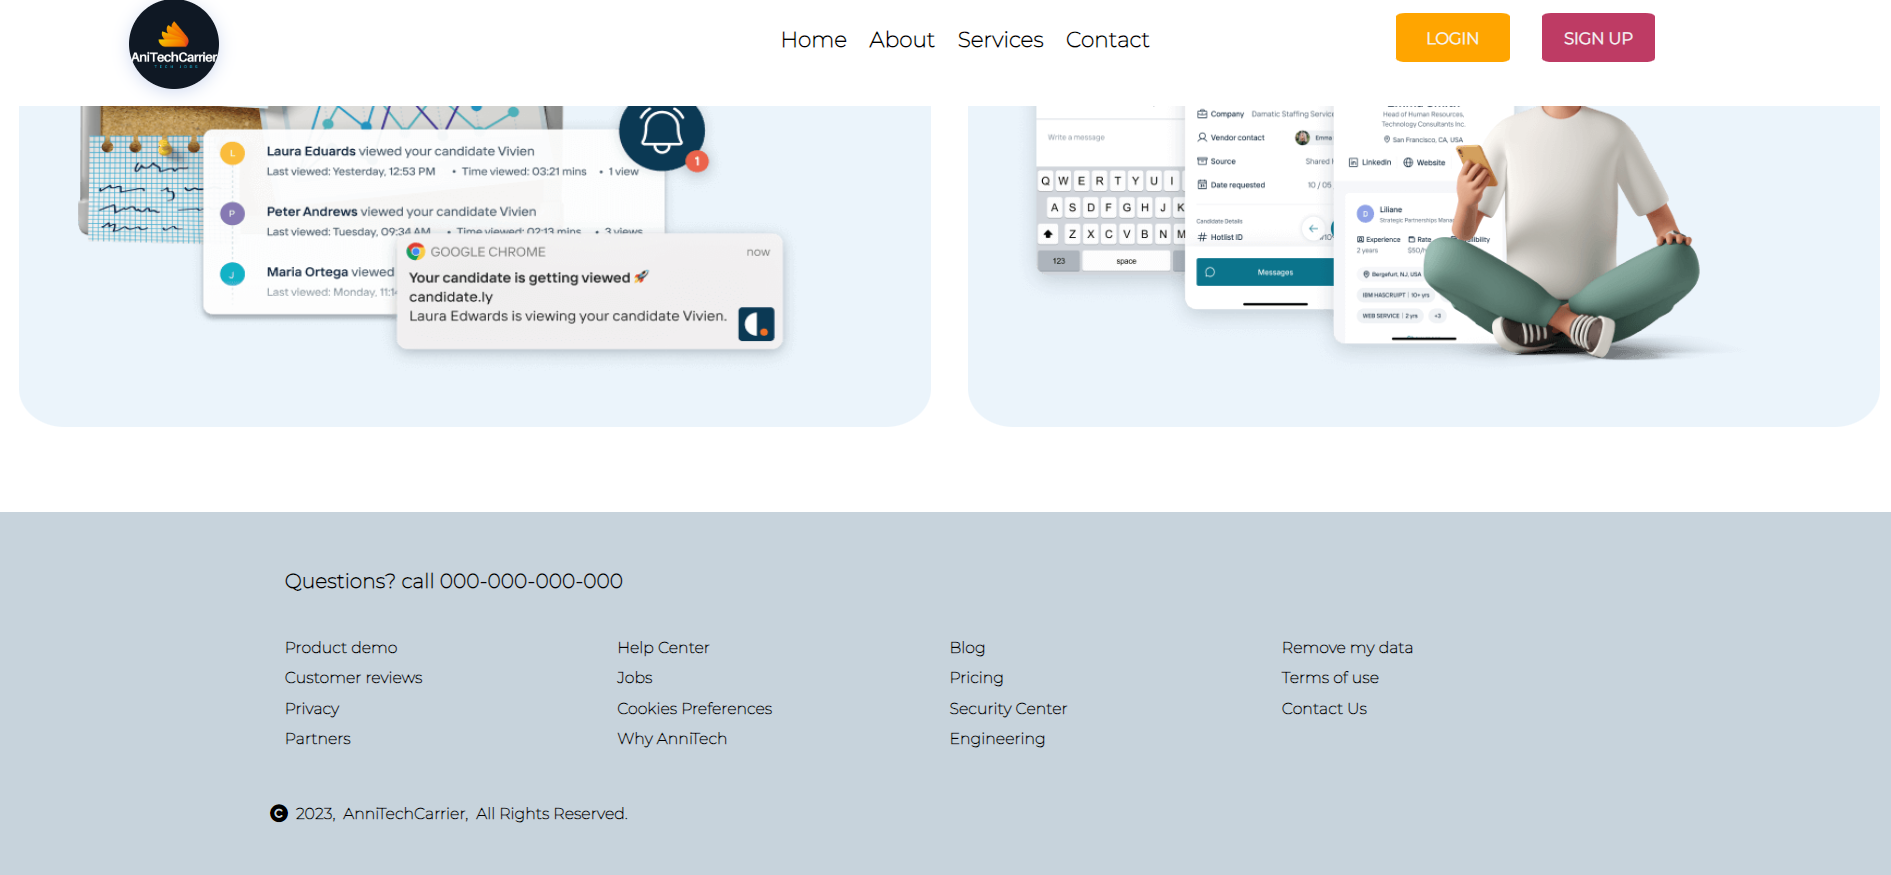 AniTechCarrier
TECH JOBS
Home About Services Contact
LOGIN
SIGN UP
Laura Eduards viewed your candidate Vivien
Last viewed: Yesterday, 12:53 PM • Time viewed: 03:21 mins • 1 view
Peter Andrews viewed your candidate Vivien
Last viewed: Tuesday, 09:34 AM • Time viewed: 02:13 mins • 3 views
Maria Ortega viewed
Last viewed: Monday, 11:14
L
P
J
1
GOOGLE CHROME now
Your candidate is getting viewed 🚀
candidate.ly
Laura Edwards is viewing your candidate Vivien.
Write a message
Q W E R T Y U I
A S D F G H J K
Z X C V B N M
123 space
Company Damatic Staffing Service
Vendor contact Emma
Source Shared
Date requested 10 / 05
Candidate Details
# Hotlist ID
Messages
Emma Smith
Head of Human Resources,
Technology Consultants Inc.
San Francisco, CA, USA
LinkedIn Website
D
Liliane
Strategic Partnerships Mana
Experience Rate
2 years $50/h
Bergafurt, NJ, USA
IBM HASCRUIPT | 10+ yrs
WEB SERVICE | 2 yrs +3
Questions? call 000-000-000-000
Product demo
Customer reviews
Privacy
Partners
Help Center
Jobs
Cookies Preferences
Why AnniTech
Blog
Pricing
Security Center
Engineering
Remove my data
Terms of use
Contact Us
C 2023, AnniTechCarrier, All Rights Reserved.